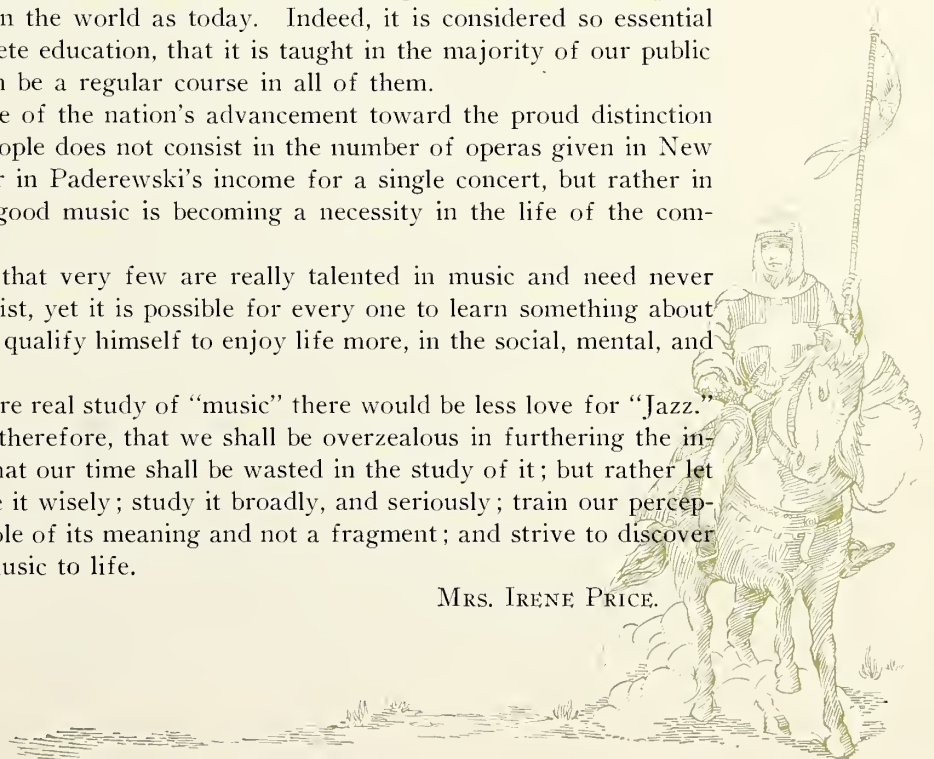 n the world as today. Indeed, it is considered so essential
ete education, that it is taught in the majority of our public
n be a regular course in all of them.
e of the nation's advancement toward the proud distinction
ople does not consist in the number of operas given in New
r in Paderewski's income for a single concert, but rather in
good music is becoming a necessity in the life of the com-
that very few are really talented in music and need never
ist, yet it is possible for every one to learn something about
qualify himself to enjoy life more, in the social, mental, and
re real study of “music” there would be less love for “Jazz.”
therefore, that we shall be overzealous in furthering the in-
hat our time shall be wasted in the study of it; but rather let
e it wisely; study it broadly, and seriously; train our percep-
ole of its meaning and not a fragment; and strive to discover
usic to life.
Mrs. Irene Price.